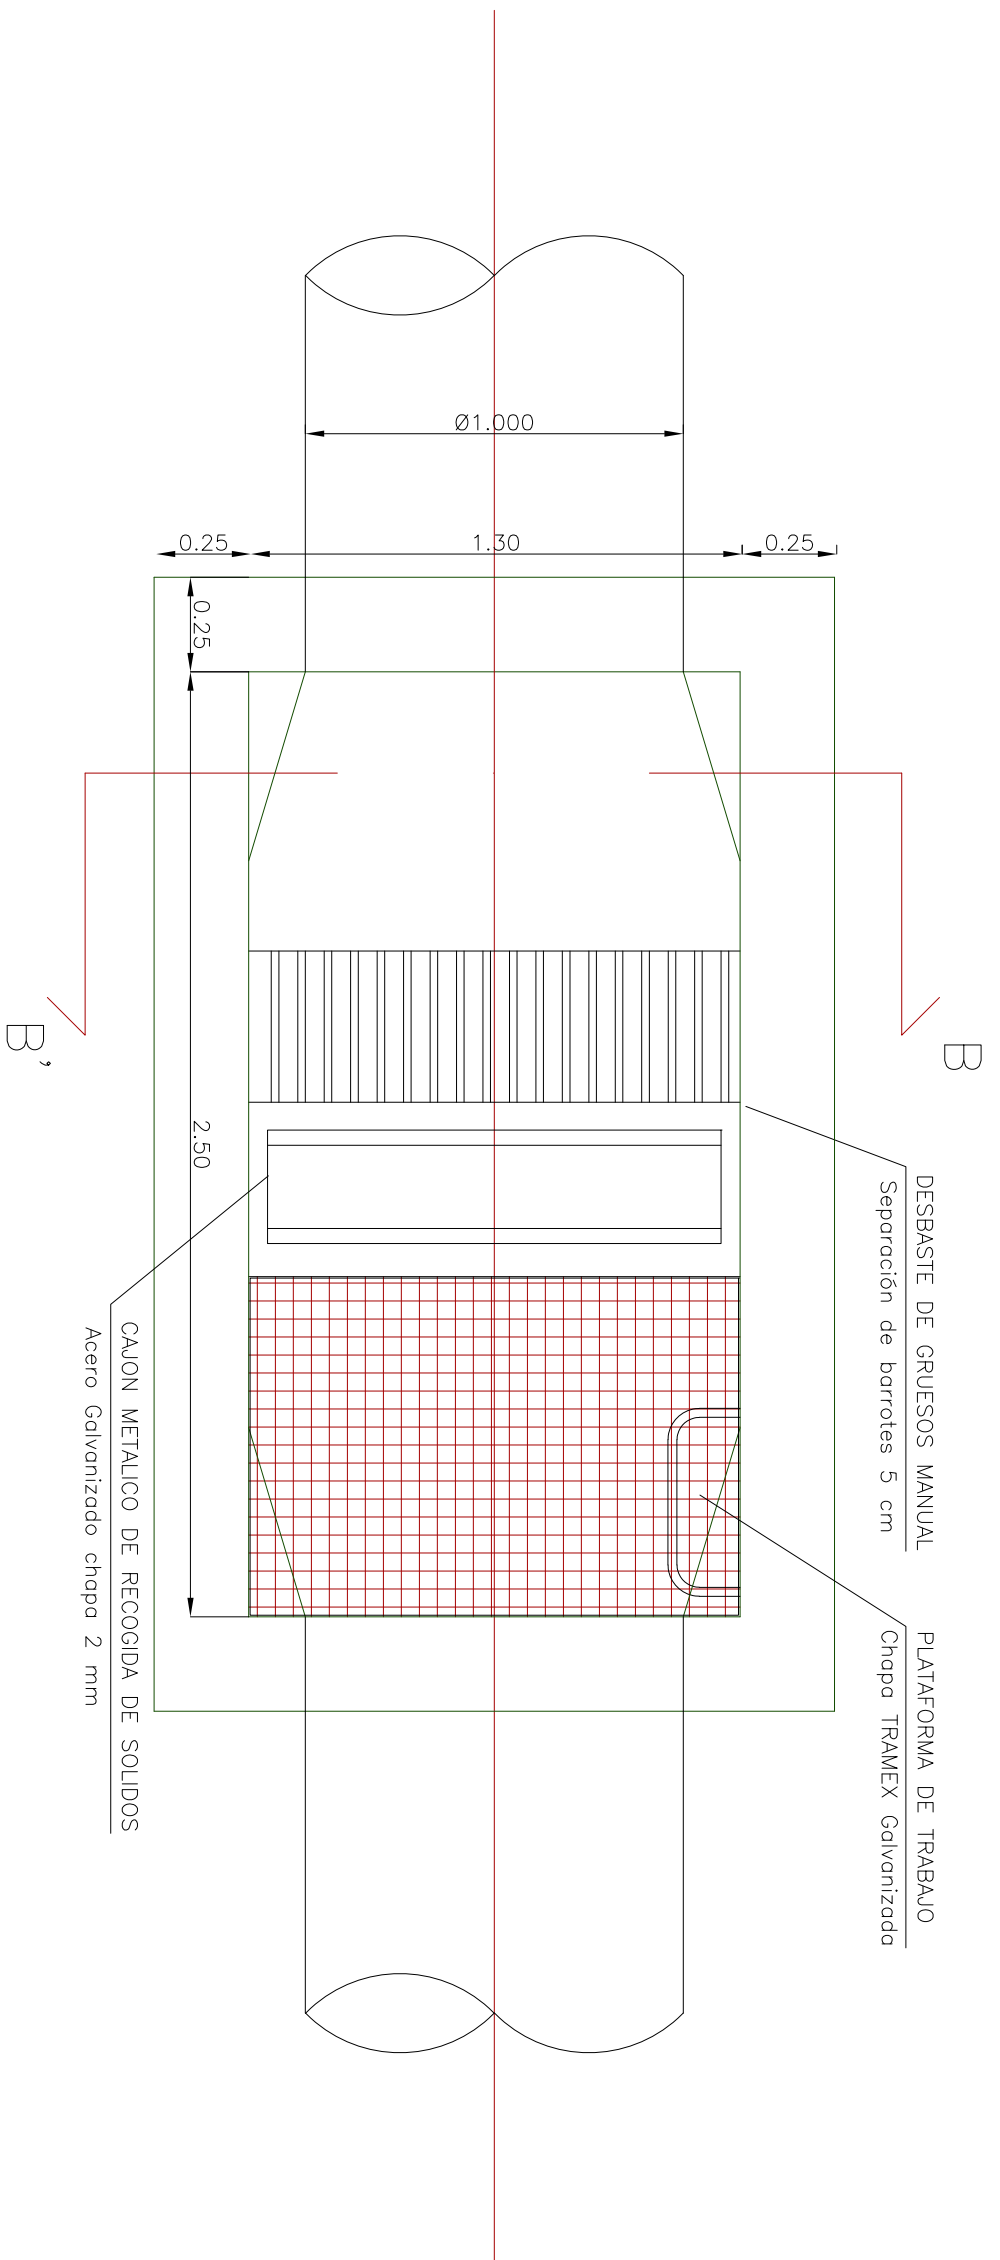 Ø1.000
0.25
1.30
0.25
0.25
2.50
B
B'
DESBASTE DE GRUESOS MANUAL
Separación de barrotes 5 cm
PLATAFORMA DE TRABAJO
Chapa TRAMEX Galvanizada
CAJON METALICO DE RECOGIDA DE SOLIDOS
Acero Galvanizado chapa 2 mm